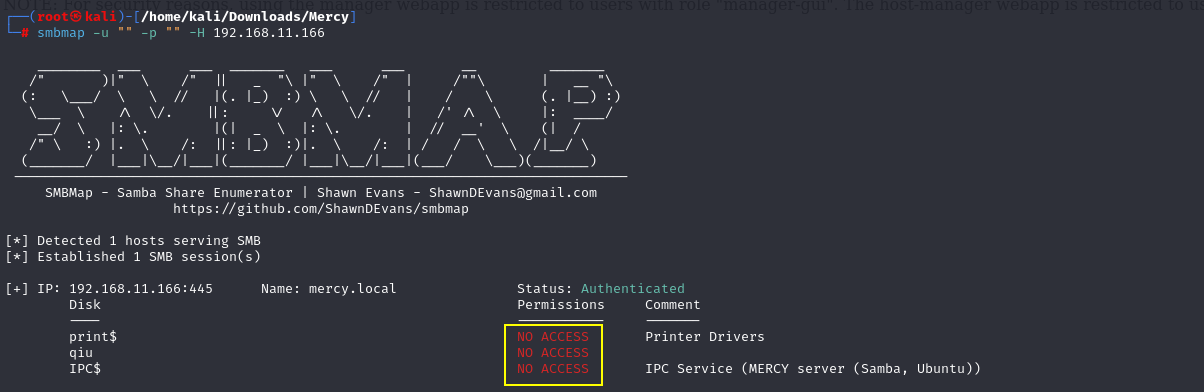 NOTE: For security reasons, using the manager webapp is restricted to users with role "manager-gui". The host-manager webapp is restricted to us
┌──(root㉿kali)-[/home/kali/Downloads/Mercy]
└─# smbmap -u "" -p "" -H 192.168.11.166
SMBMAP
SMBMap - Samba Share Enumerator | Shawn Evans - ShawnDEvans@gmail.com
https://github.com/ShawnDEvans/smbmap
[*] Detected 1 hosts serving SMB
[*] Established 1 SMB session(s)
[+] IP: 192.168.11.166:445 Name: mercy.local Status: Authenticated
Disk Permissions Comment
---- ----------- -------
print$ NO ACCESS Printer Drivers
qiu NO ACCESS
IPC$ NO ACCESS IPC Service (MERCY server (Samba, Ubuntu))